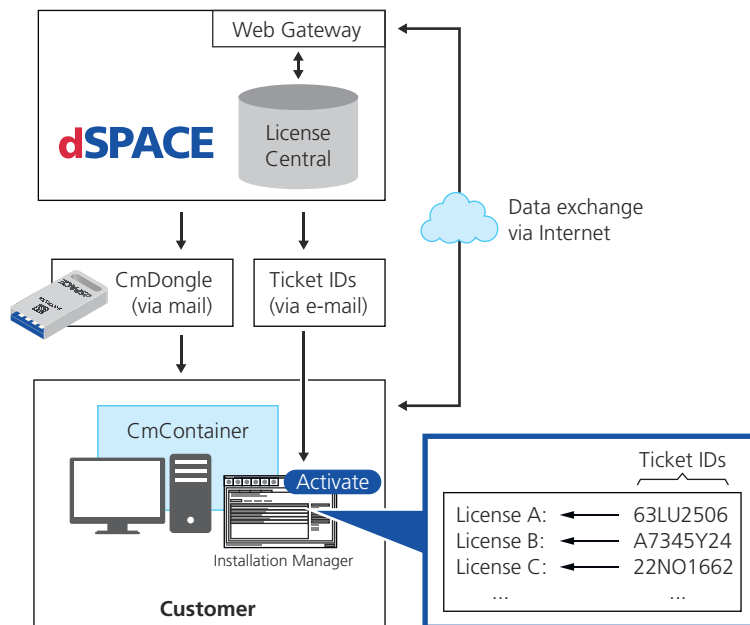 Web Gateway
License
Central
dSPACE
Data exchange
via Internet
CmDongle
(via mail)
dSPACE
Ticket IDs
(via e-mail)
CmContainer
Activate
Installation Manager
Customer
Ticket IDs
License A: 63LU2506
License B: A7345Y24
License C: 22NO1662
... ...